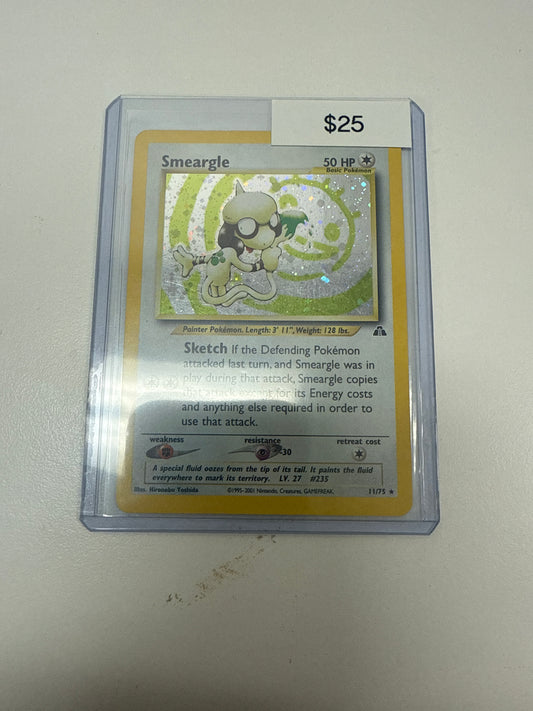 $25
Smeargle 50 HP
Basic Pokémon
Painter Pokémon. Length: 3' 11", Weight: 128 lbs.
Sketch If the Defending Pokémon
attacked last turn, and Smeargle was in
play during that attack, Smeargle copies
that attack except for its Energy costs
and anything else required in order to
use that attack.
weakness resistance retreat cost
-30
A special fluid oozes from the tip of its tail. It paints the fluid
everywhere to mark its territory. LV. 27 #235
Illus. Hironobu Yoshida ©1995-2001 Nintendo, Creatures, GAMEFREAK. 11/75 ★